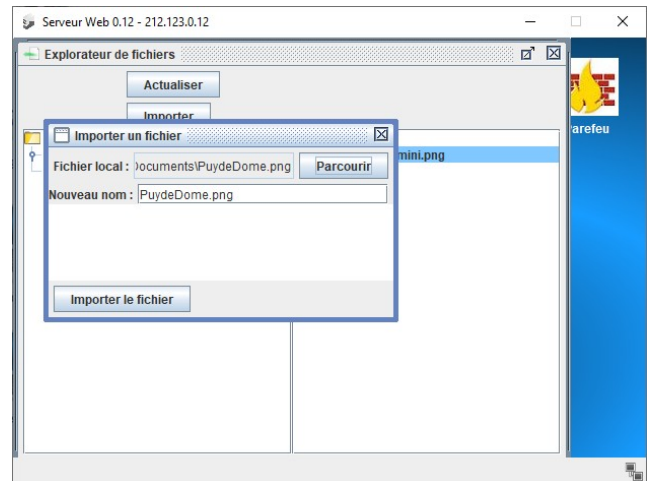 Serveur Web 0.12 - 212.123.0.12
Explorateur de fichiers
Actualiser
Importer
Importer un fichier
Fichier local : Documents\PuydeDome.png Parcourir
mini.png
Nouveau nom : PuydeDome.png
Importer le fichier
arefeu